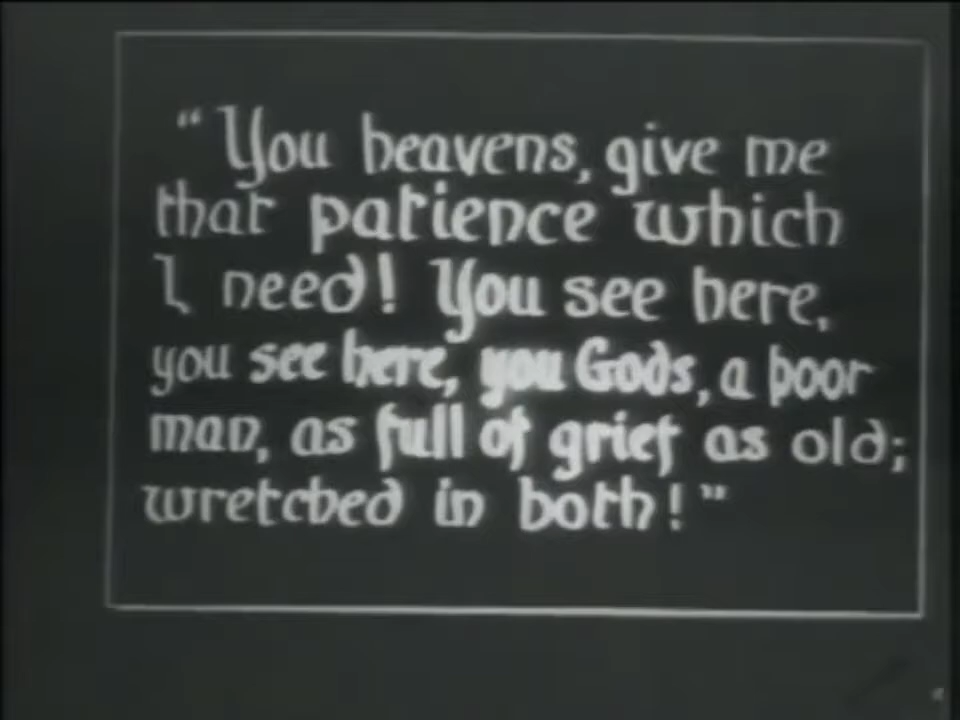 "You heavens, give me
that patience which
I need! You see here,
you see here, you Gods, a poor
man, as full of grief as old;
wretched in both!"